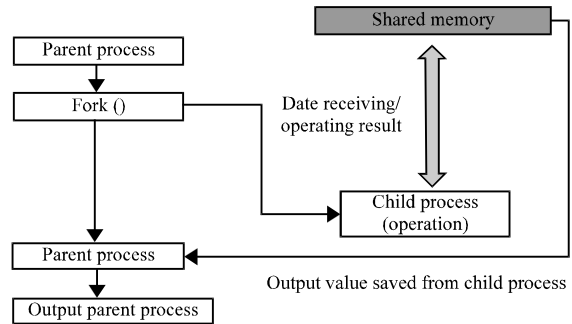 Shared memory
Parent process
Fork ()
Date receiving/
operating result
Child process
(operation)
Parent process
Output value saved from child process
Output parent process